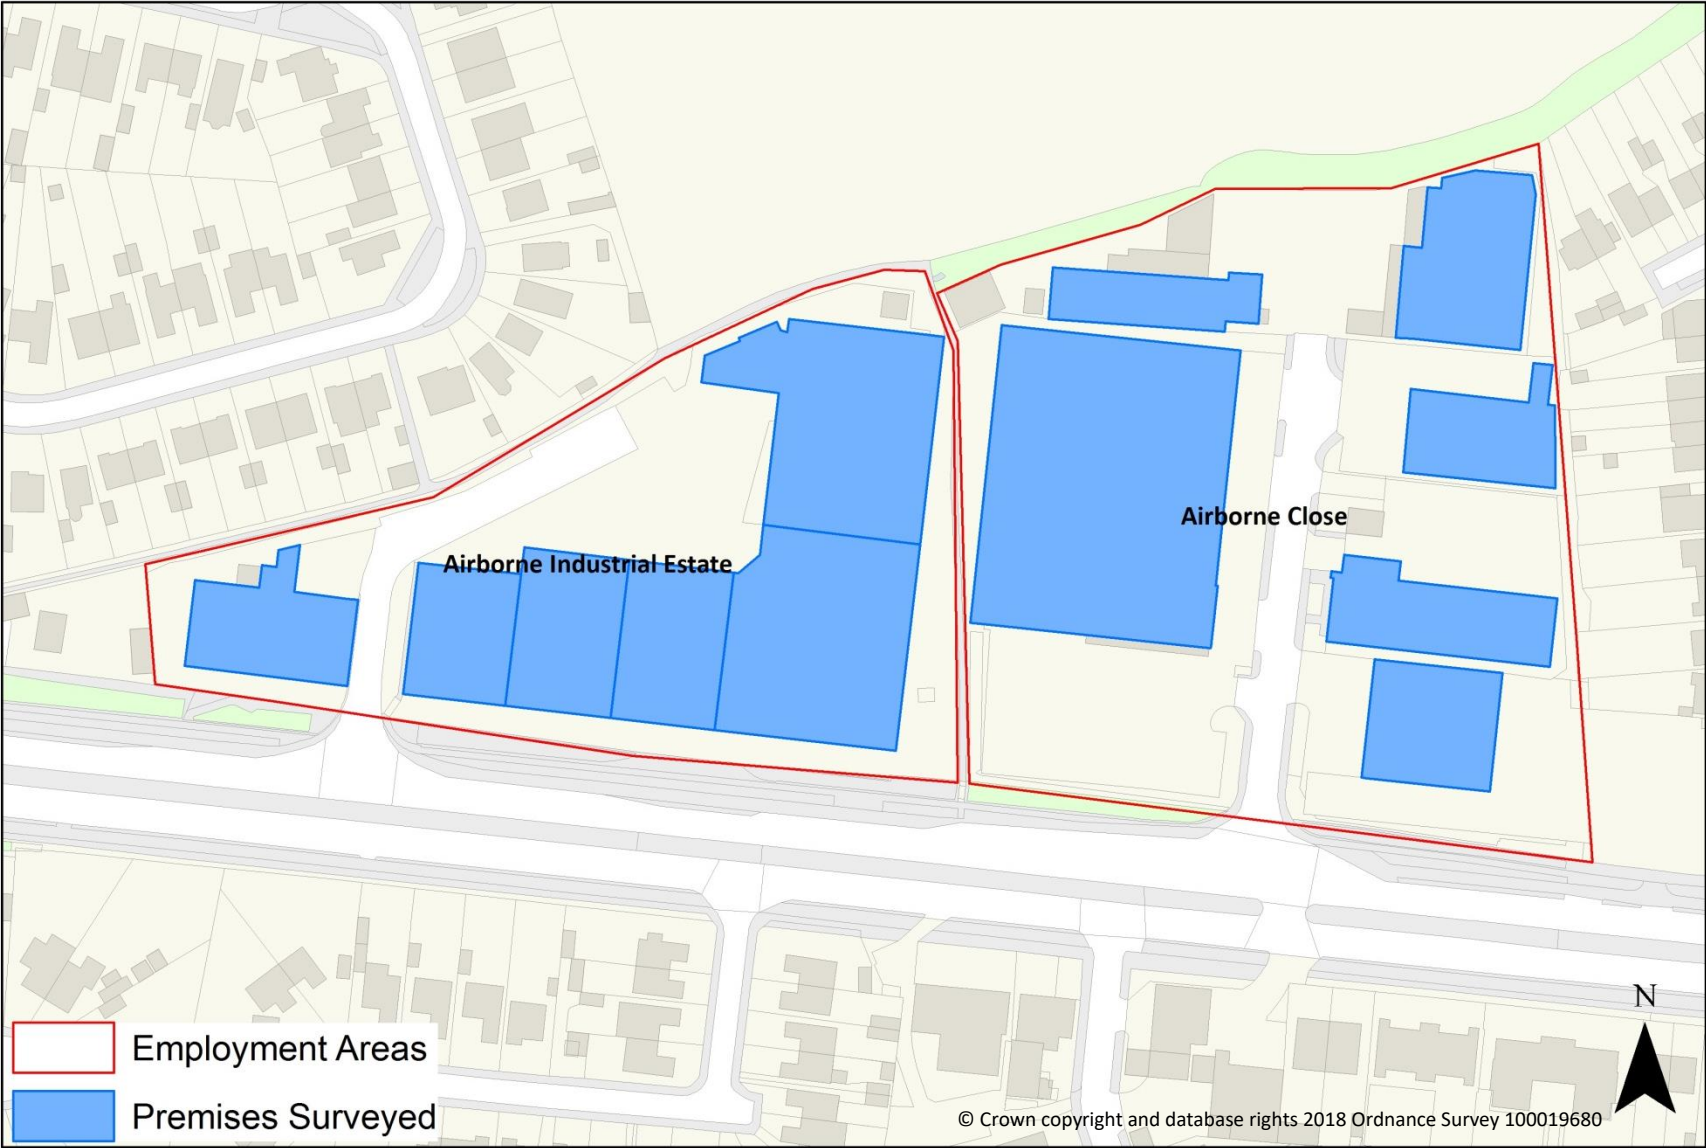 Airborne Close
Airborne Industrial Estate
N
Employment Areas
Premises Surveyed
© Crown copyright and database rights 2018 Ordnance Survey 100019680